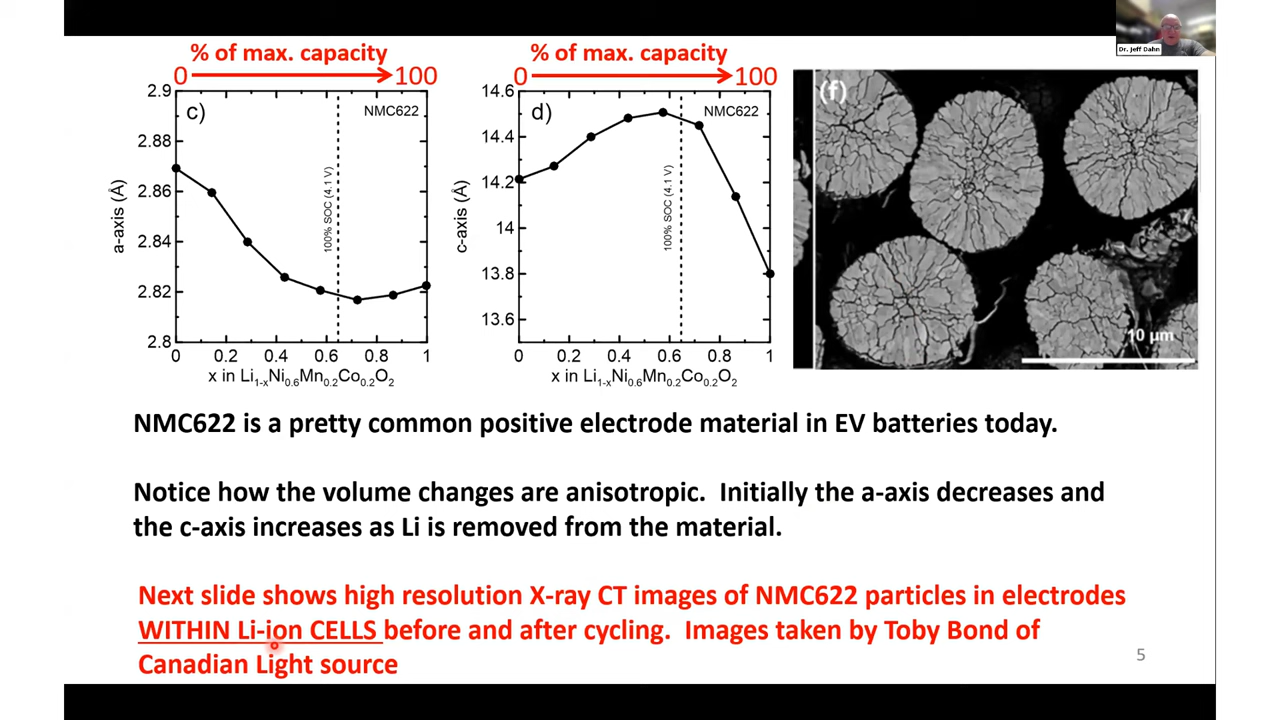 Dr. Jeff Dahn
% of max. capacity
0 100
2.9
2.88
2.86
2.84
2.82
2.8
a-axis (Å)
c)
NMC622
100% SOC (4.1 V)
0 0.2 0.4 0.6 0.8 1
x in Li1-xNi0.6Mn0.2Co0.2O2
% of max. capacity
0 100
14.6
14.4
14.2
14
13.8
13.6
c-axis (Å)
d)
NMC622
100% SOC (4.1 V)
0 0.2 0.4 0.6 0.8 1
x in Li1-xNi0.6Mn0.2Co0.2O2
(f)
10 µm
NMC622 is a pretty common positive electrode material in EV batteries today.
Notice how the volume changes are anisotropic. Initially the a-axis decreases and
the c-axis increases as Li is removed from the material.
Next slide shows high resolution X-ray CT images of NMC622 particles in electrodes
WITHIN Li-ion CELLS before and after cycling. Images taken by Toby Bond of
Canadian Light source
5